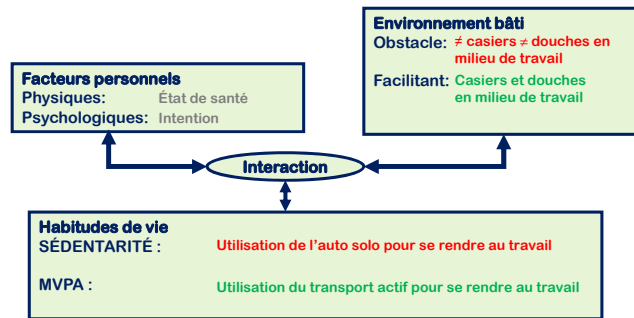 Environnement bâti
Obstacle: ≠ casiers ≠ douches en
milieu de travail
Facilitant: Casiers et douches
en milieu de travail
Facteurs personnels
Physiques: État de santé
Psychologiques: Intention
Interaction
Habitudes de vie
SÉDENTARITÉ : Utilisation de l'auto solo pour se rendre au travail
MVPA : Utilisation du transport actif pour se rendre au travail